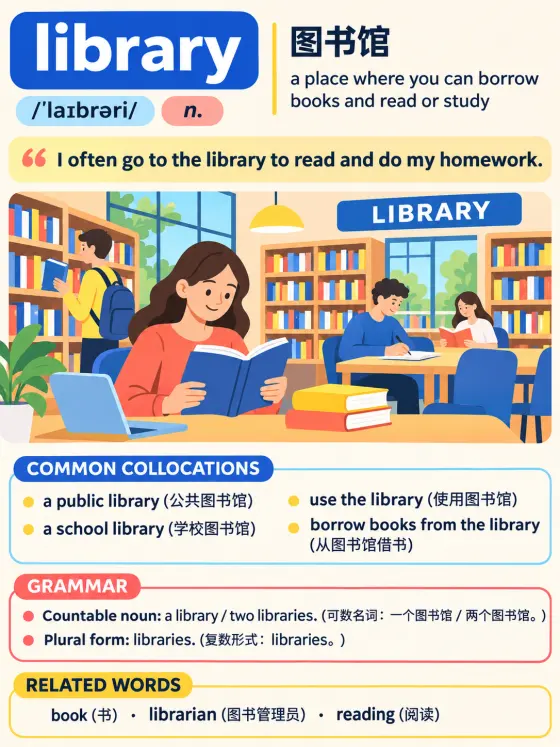 library
/ˈlaɪbrəri/
n.
图书馆
a place where you can borrow
books and read or study
“ I often go to the library to read and do my homework.
LIBRARY
COMMON COLLOCATIONS
a public library (公共图书馆)
a school library (学校图书馆)
use the library (使用图书馆)
borrow books from the library
(从图书馆借书)
GRAMMAR
Countable noun: a library / two libraries. (可数名词：一个图书馆 / 两个图书馆。)
Plural form: libraries. (复数形式：libraries。)
RELATED WORDS
book (书) • librarian (图书管理员) • reading (阅读)